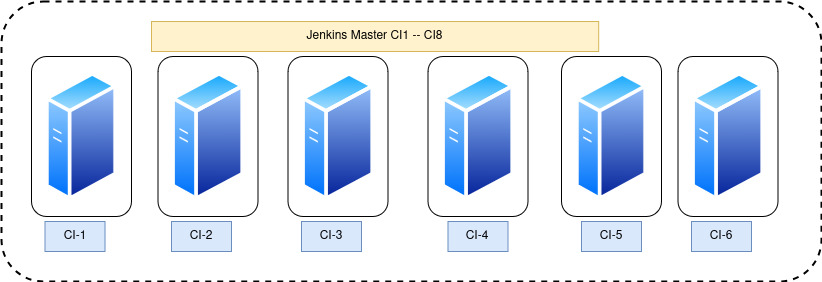 Jenkins Master CI1 -- CI8
CI-1
CI-2
CI-3
CI-4
CI-5
CI-6